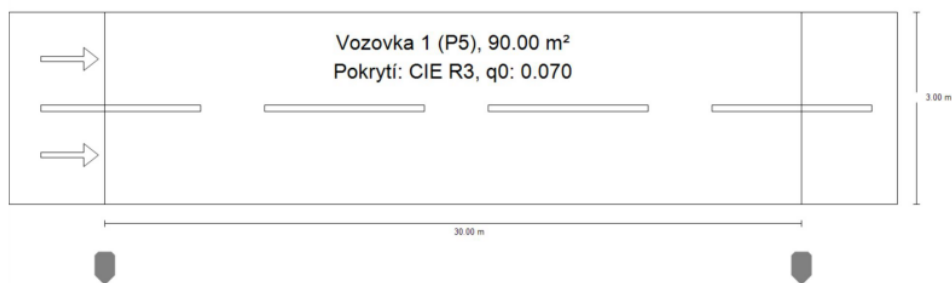 Vozovka 1 (P5), 90.00 m²
Pokrytí: CIE R3, q0: 0.070
3.00 m
30.00 m